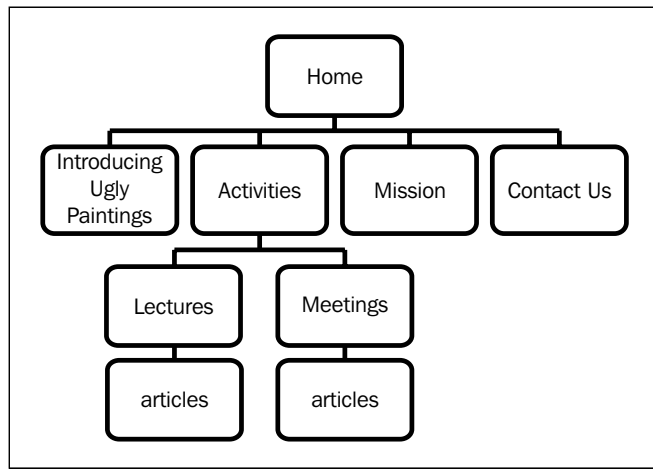 Home
Introducing
Ugly
Paintings
Activities
Mission
Contact Us
Lectures
Meetings
articles
articles